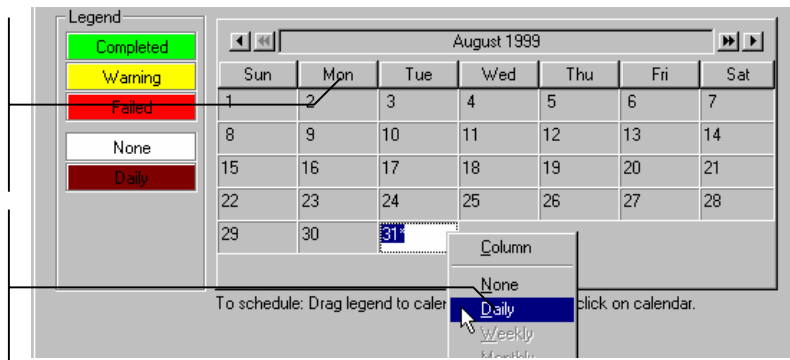 Legend
Completed
Warning
Failed
None
Daily
August 1999
Sun Mon Tue Wed Thu Fri Sat
1 2 3 4 5 6 7
8 9 10 11 12 13 14
15 16 17 18 19 20 21
22 23 24 25 26 27 28
29 30 31*
Column
None
Daily
Weekly
Monthly
To schedule: Drag legend to click on calendar.